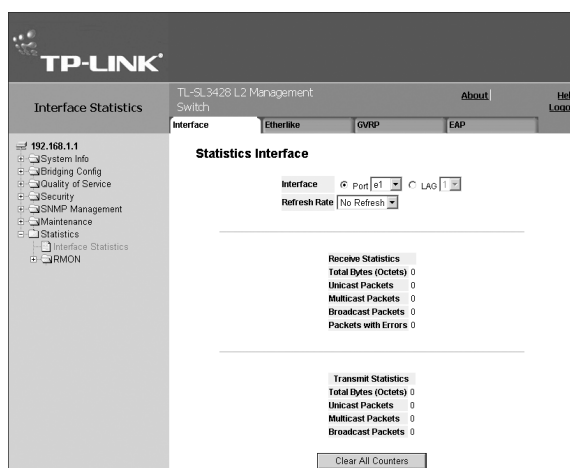 TP-LINK
Interface Statistics
TL-SL3428 L2 Management
Switch
About
Interface
Etherlike
GVRP
EAP
192.168.1.1
System Info
Bridging Config
Quality of Service
Security
SNMP Management
Maintenance
Statistics
Interface Statistics
RMON
Statistics Interface
Interface Port e1 LAG 1
Refresh Rate No Refresh
Receive Statistics
Total Bytes (Octets) 0
Unicast Packets 0
Multicast Packets 0
Broadcast Packets 0
Packets with Errors 0
Transmit Statistics
Total Bytes (Octets) 0
Unicast Packets 0
Multicast Packets 0
Broadcast Packets 0
Clear All Counters